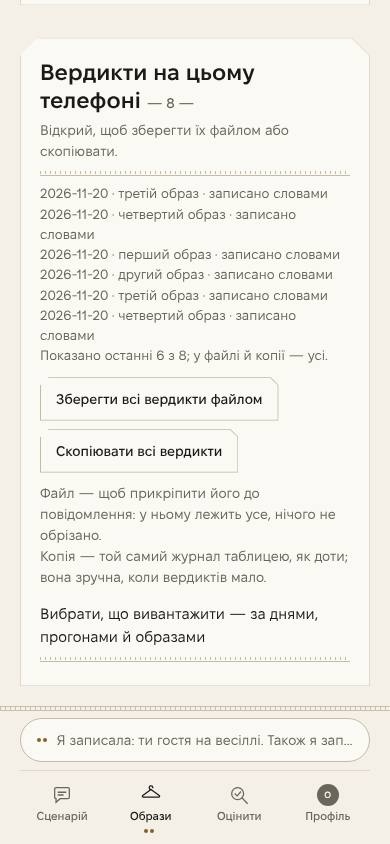 Вердикти на цьому
телефоні — 8 —
Відкрий, щоб зберегти їх файлом або
скопіювати.
2026-11-20 · третій образ · записано словами
2026-11-20 · четвертий образ · записано
словами
2026-11-20 · перший образ · записано словами
2026-11-20 · другий образ · записано словами
2026-11-20 · третій образ · записано словами
2026-11-20 · четвертий образ · записано
словами
Показано останні 6 з 8; у файлі й копії — усі.
Зберегти всі вердикти файлом
Скопіювати всі вердикти
Файл — щоб прикріпити його до
повідомлення: у ньому лежить усе, нічого не
обрізано.
Копія — той самий журнал таблицею, як доти;
вона зручна, коли вердиктів мало.
Вибрати, що вивантажити — за днями,
прогонами й образами
Я записала: ти гостя на весіллі. Також я зап...
Сценарій
Образи
Оцінити
О
Профіль